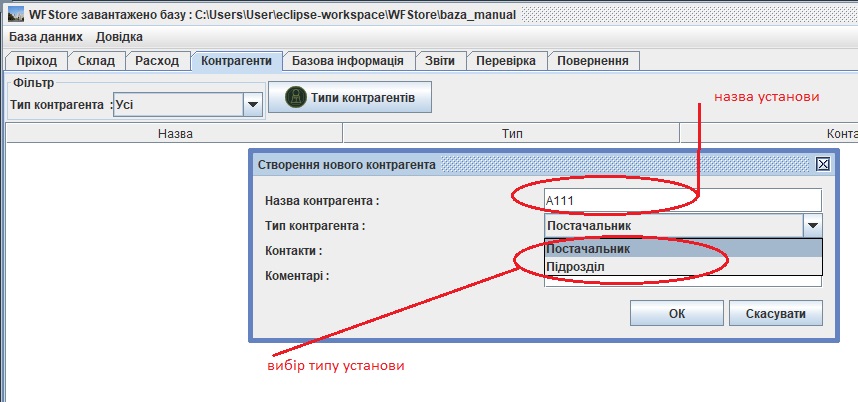 WFStore завантажено базу : C:\Users\User\eclipse-workspace\WFStore\baza_manual
База данних Довідка
Пріход Склад Расход Контрагенти Базова інформація Звіти Перевірка Повернення
Фільтр
Тип контрагента : Усі Типи контрагентів
назва установи
Назва Тип Конта
Створення нового контрагента
Назва контрагента : A111
Тип контрагента : Постачальник
Контакти : Постачальник
Підрозділ
Коментарі :
ОК Скасувати
вибір типу установи